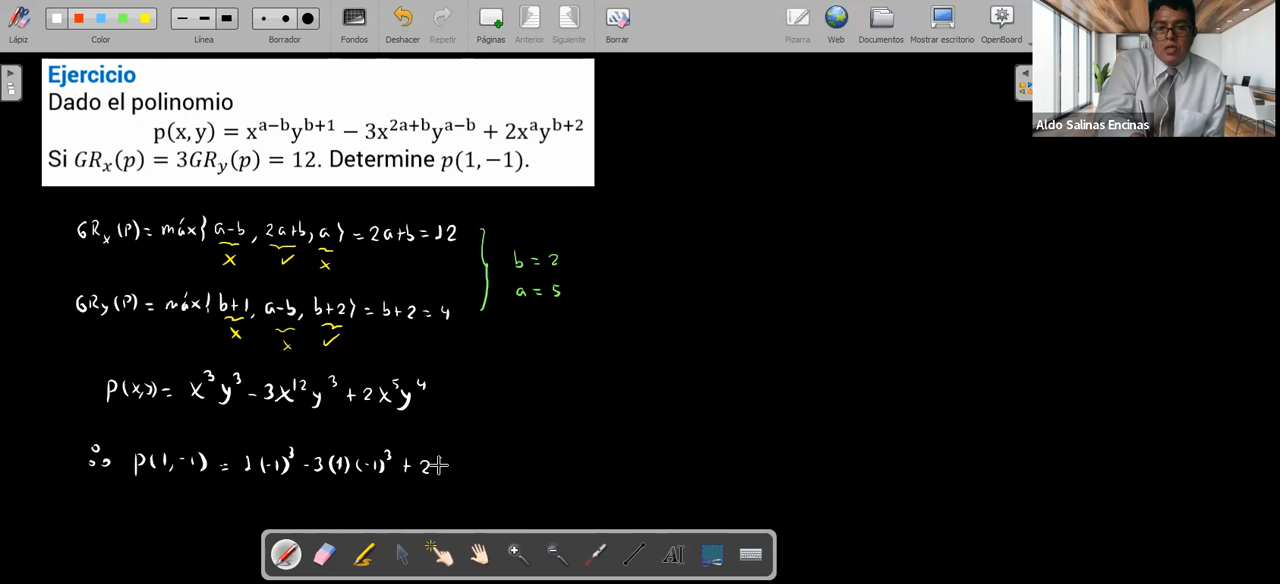 Lápiz Color Línea Borrador Fondos Deshacer Repetir Páginas Anterior Siguiente Borrar Pizarra Web Documentos Mostrar escritorio OpenBoard
Aldo Salinas Encinas
Ejercicio
Dado el polinomio
p(x, y) = x^{a−b}y^{b+1} − 3x^{2a+b}y^{a−b} + 2x^{a}y^{b+2}
Si GR_x(p) = 3GR_y(p) = 12. Determine p(1, −1).
GR_x(P) = máx{ a-b , 2a+b, a } = 2a+b = 12
x ✓ x
b = 2
a = 5
GR_y(P) = máx{ b+1, a-b, b+2 } = b+2 = 4
x x ✓
P(x,y) = x^3 y^3 - 3x^{12} y^3 + 2x^5 y^4
∴ P(1,-1) = 1(-1)^3 - 3(1)(-1)^3 + 2
AI